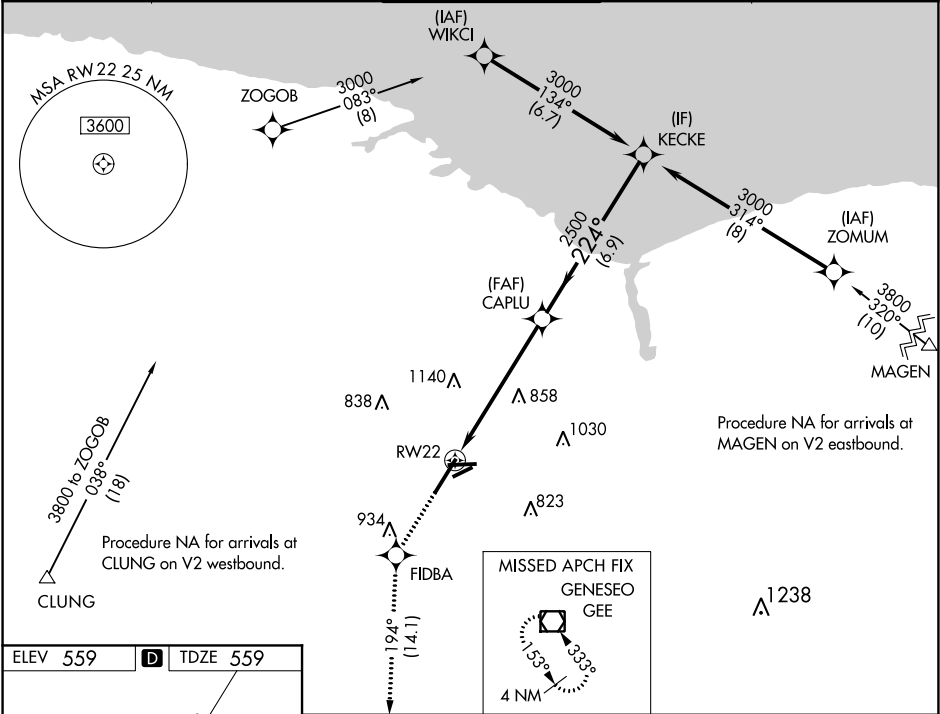 (IAF)
WIKCI
MSA RW22 25 NM
3600
ZOGOB
3000
083°
(8)
3000
134°
(6.7)
(IF)
KECKE
3000
314°
(8)
(IAF)
ZOMUM
3800
320°
(10)
MAGEN
2500
224°
(6.9)
(FAF)
CAPLU
1140
838
858
1030
Procedure NA for arrivals at
MAGEN on V2 eastbound.
RW22
823
934
3800 to ZOGOB
038°
(18)
Procedure NA for arrivals at
CLUNG on V2 westbound.
CLUNG
FIDBA
194°
(14.1)
MISSED APCH FIX
GENESEO
GEE
153°
333°
4 NM
1238
ELEV 559
D
TDZE 559